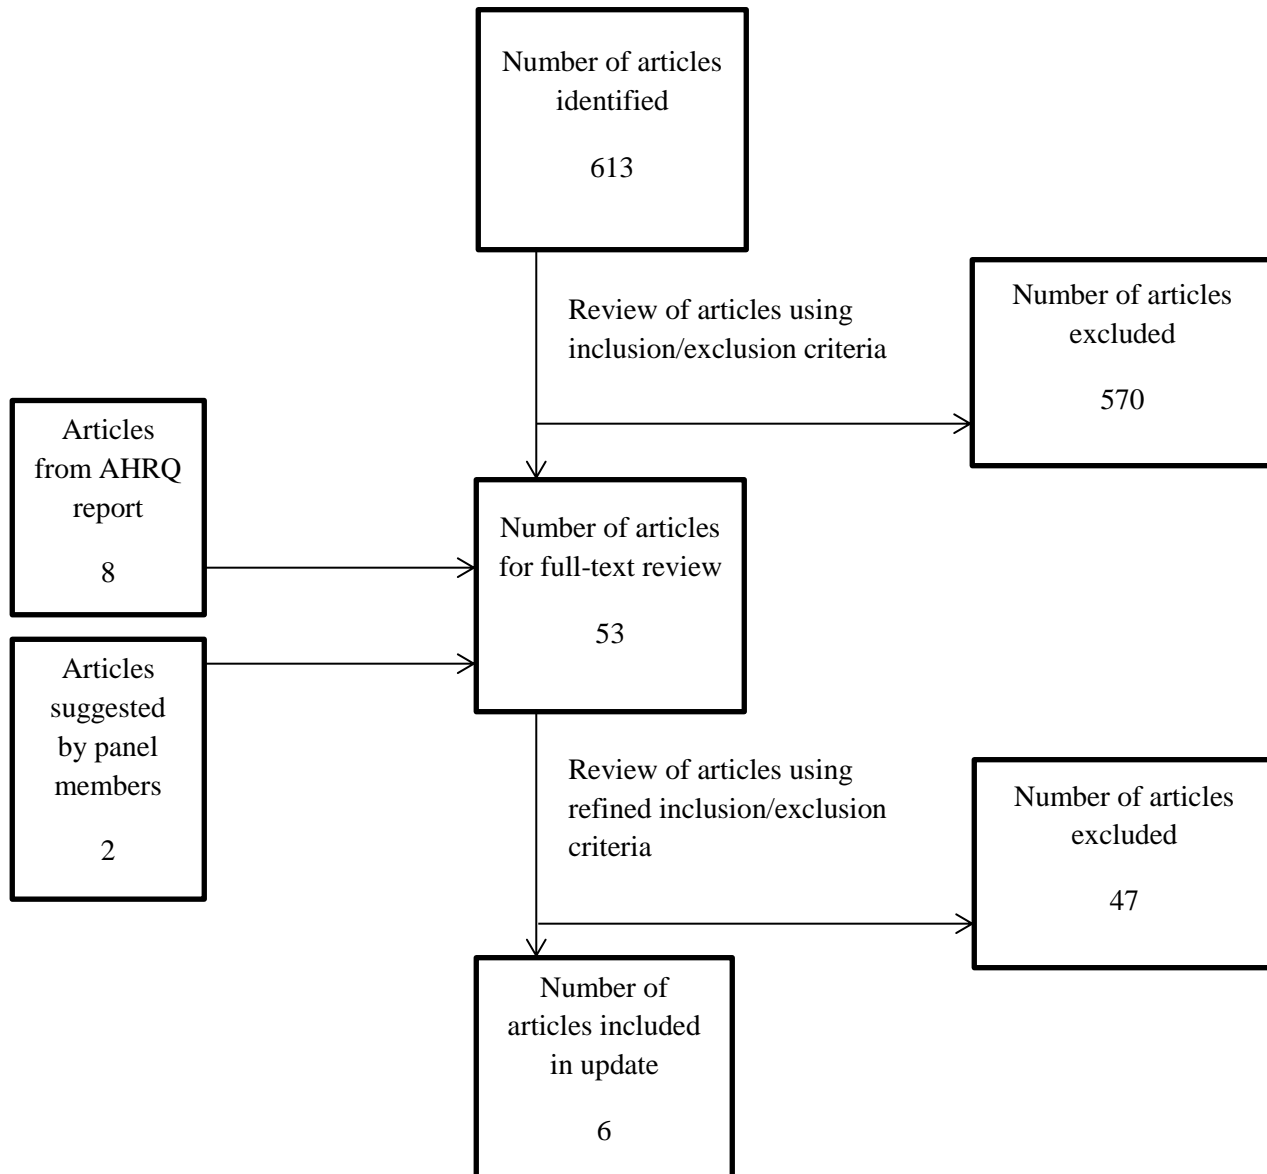 Number of articles
identified
613
Review of articles using
inclusion/exclusion criteria
Number of articles
excluded
570
Articles
from AHRQ
report
8
Number of articles
for full-text review
53
Articles
suggested
by panel
members
2
Review of articles using
refined inclusion/exclusion
criteria
Number of articles
excluded
47
Number of
articles included
in update
6